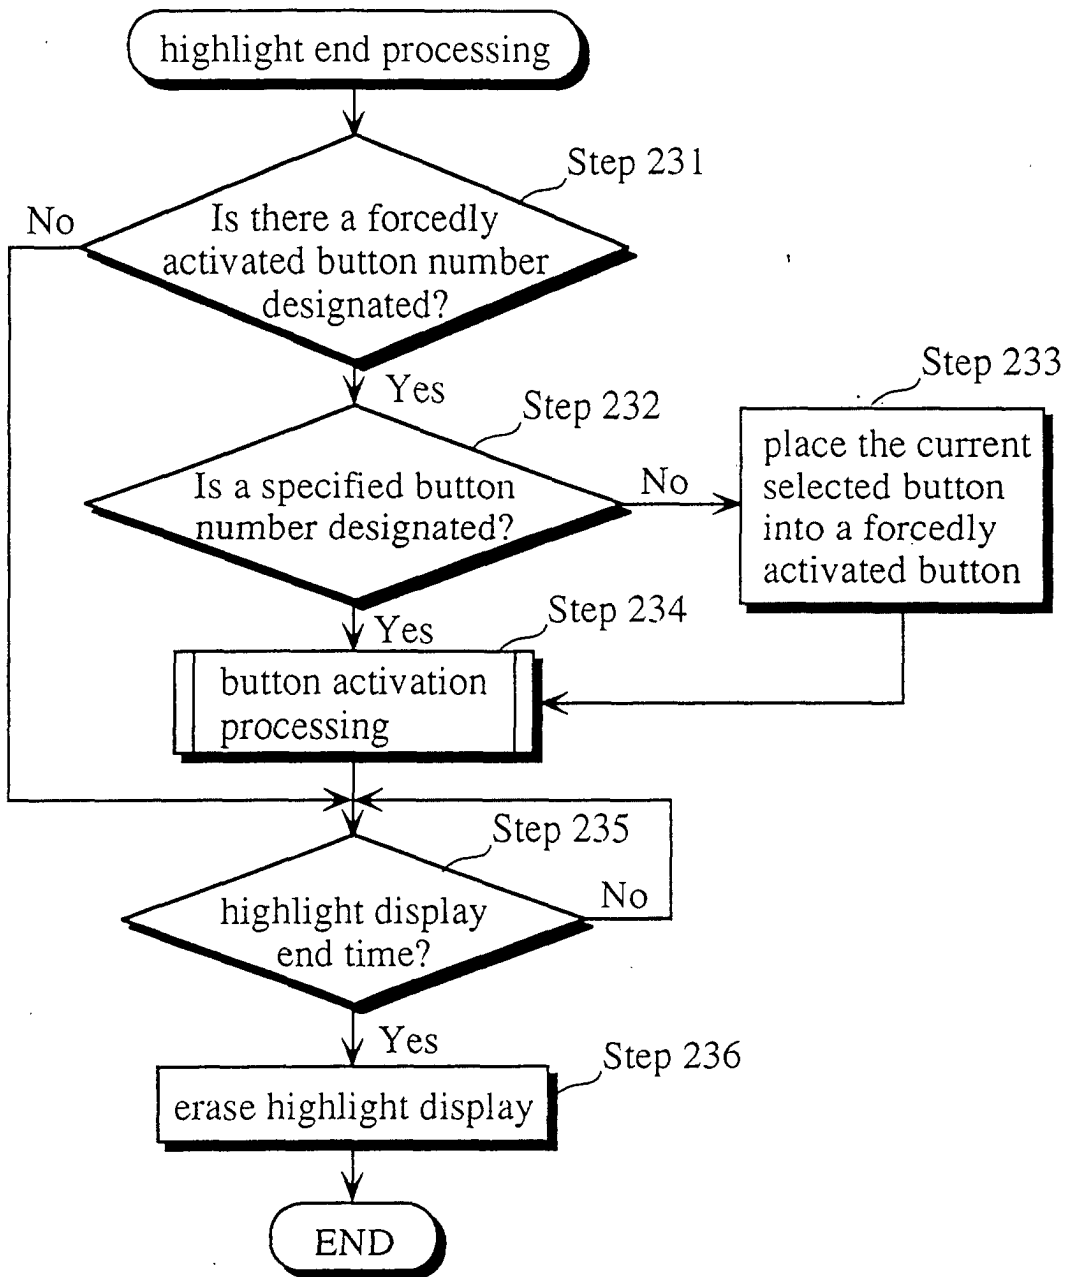 highlight end processing
Step 231
No
Is there a forcedly
activated button number
designated?
Yes
Step 232
Step 233
Is a specified button
number designated?
No
place the current
selected button
into a forcedly
activated button
Yes
Step 234
button activation
processing
Step 235
highlight display
end time?
No
Yes
Step 236
erase highlight display
END